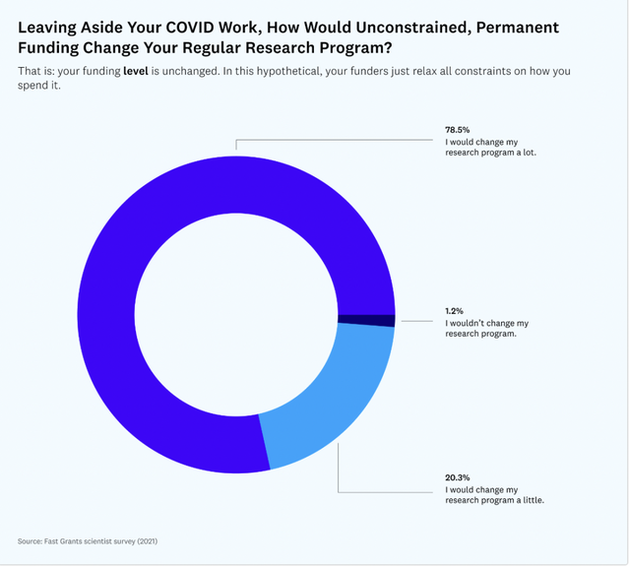 Leaving Aside Your COVID Work, How Would Unconstrained, Permanent
Funding Change Your Regular Research Program?
That is: your funding level is unchanged. In this hypothetical, your funders just relax all constraints on how you
spend it.
78.5%
I would change my
research program a lot.
1.2%
I wouldn't change my
research program.
20.3%
I would change my
research program a little.
Source: Fast Grants scientist survey (2021)